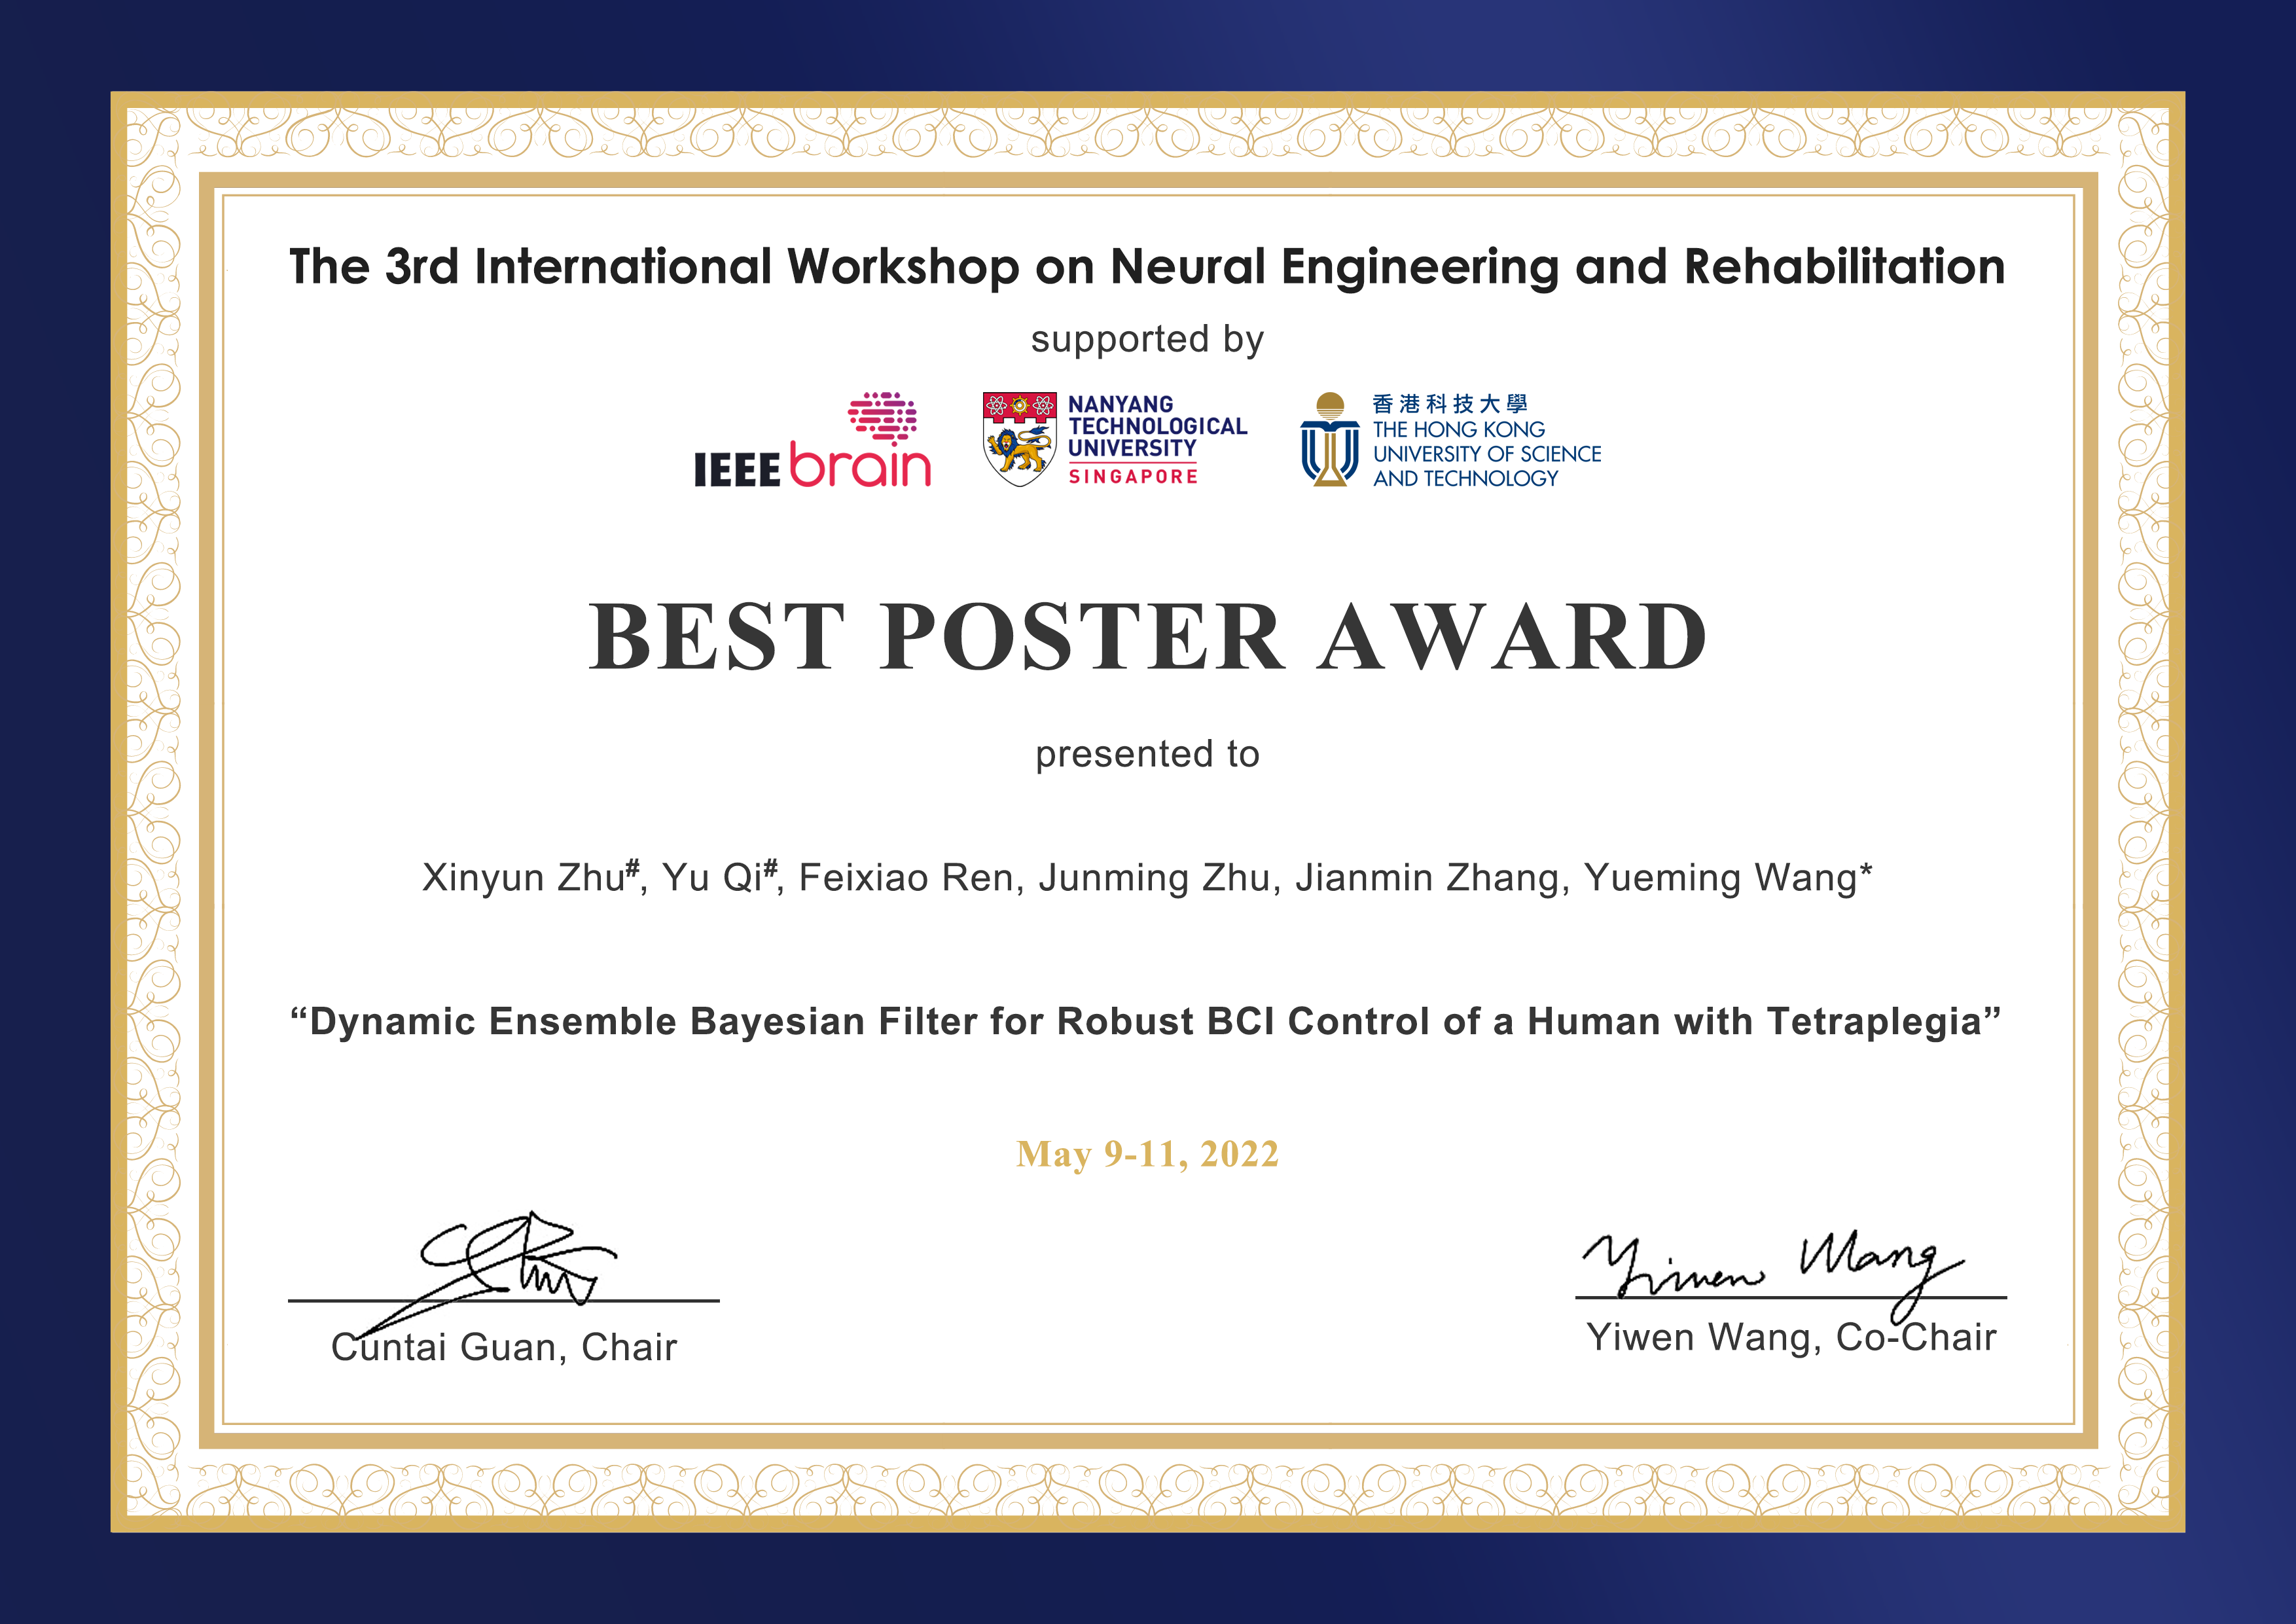 The 3rd International Workshop on Neural Engineering and Rehabilitation
supported by
IEEE brain
NANYANG
TECHNOLOGICAL
UNIVERSITY
SINGAPORE
香港科技大學
THE HONG KONG
UNIVERSITY OF SCIENCE
AND TECHNOLOGY
BEST POSTER AWARD
presented to
Xinyun Zhu#, Yu Qi#, Feixiao Ren, Junming Zhu, Jianmin Zhang, Yueming Wang*
“Dynamic Ensemble Bayesian Filter for Robust BCI Control of a Human with Tetraplegia”
May 9-11, 2022
Cuntai Guan, Chair
Yiwen Wang
Yiwen Wang, Co-Chair